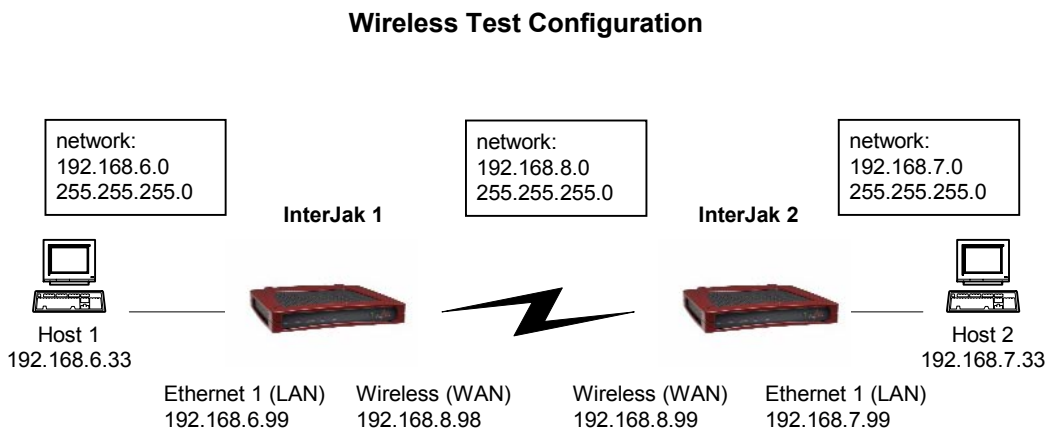 Wireless Test Configuration
network:
192.168.6.0
255.255.255.0
network:
192.168.8.0
255.255.255.0
network:
192.168.7.0
255.255.255.0
InterJak 1
InterJak 2
Host 1
192.168.6.33
Host 2
192.168.7.33
Ethernet 1 (LAN)
192.168.6.99
Wireless (WAN)
192.168.8.98
Wireless (WAN)
192.168.8.99
Ethernet 1 (LAN)
192.168.7.99